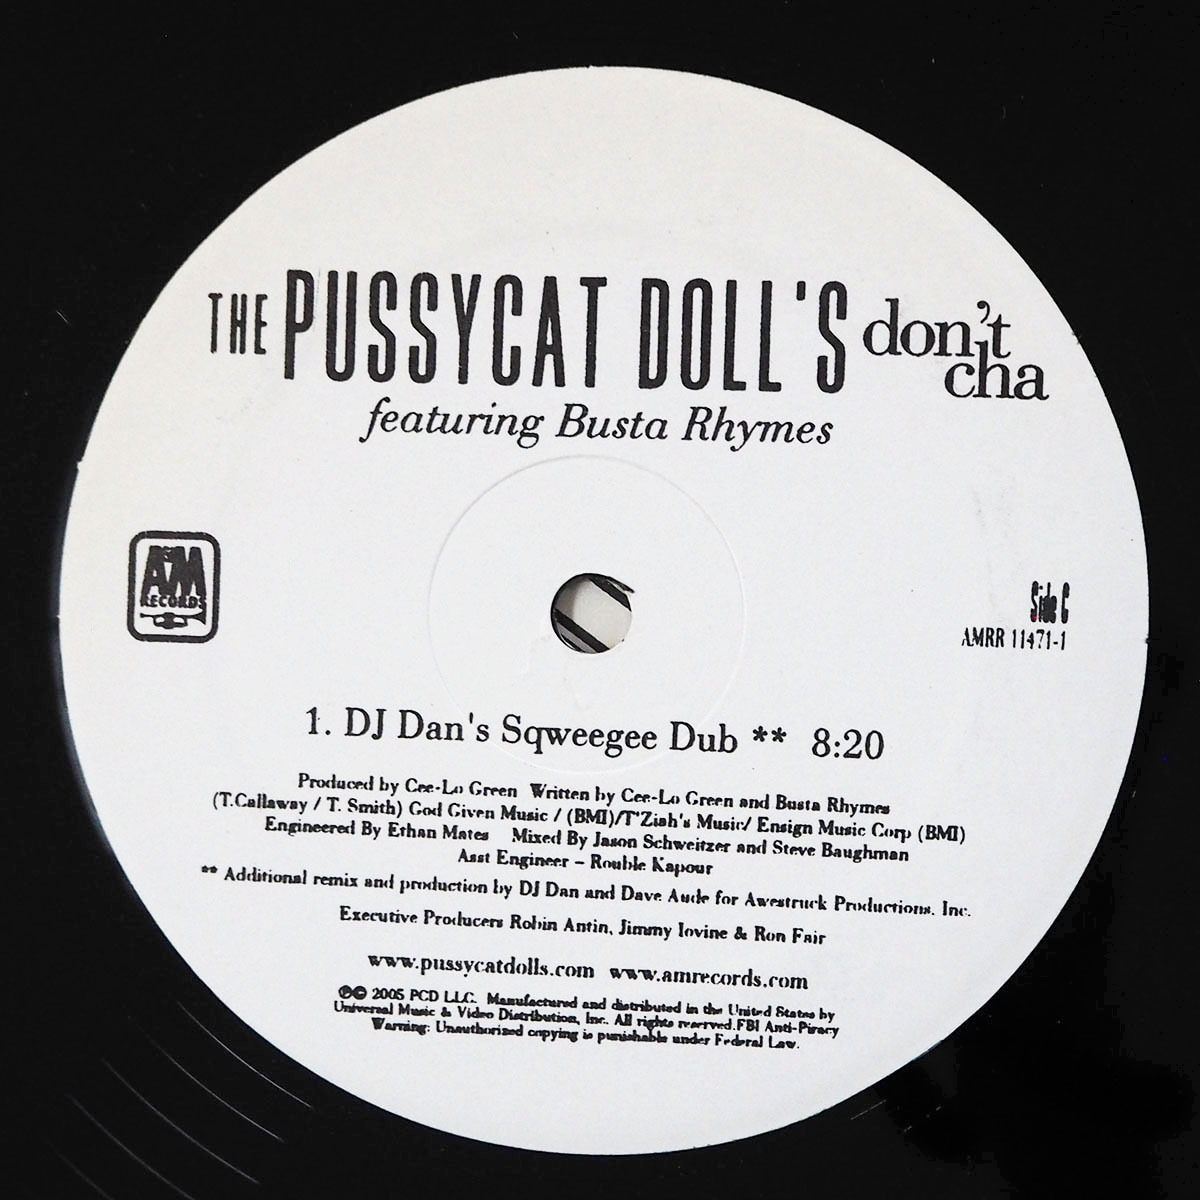 THE PUSSYCAT DOLL'S don't cha
featuring Busta Rhymes
A&M
RECORDS
Side C
AMRR 11471-1
1. DJ Dan's Sqweegee Dub ** 8:20
Produced by Cee-Lo Green Written by Cee-Lo Green and Busta Rhymes
(T.Callaway / T. Smith) God Given Music / (BMI)/T'Ziah's Music/ Ensign Music Corp (BMI)
Engineered By Ethan Mates Mixed By Jason Schweitzer and Steve Baughman
Asst Engineer – Rouble Kapour
** Additional remix and production by DJ Dan and Dave Aude for Awestruck Productions. Inc.
Executive Producers Robin Antin, Jimmy Iovine & Ron Fair
www.pussycatdolls.com www.amrecords.com
℗© 2005 PCD LLC. Manufactured and distributed in the United States by
Universal Music & Video Distribution, Inc. All rights reserved.FBI Anti-Piracy
Warning: Unauthorized copying is punishable under Federal Law.